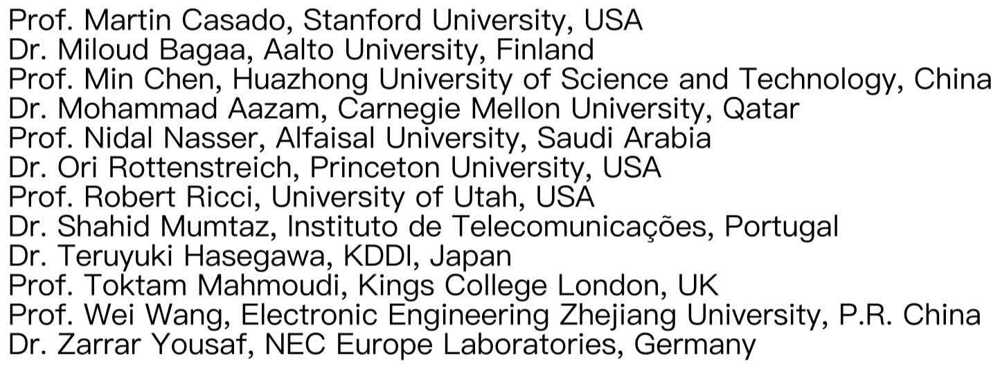 Prof. Martin Casado, Stanford University, USA
Dr. Miloud Bagaa, Aalto University, Finland
Prof. Min Chen, Huazhong University of Science and Technology, China
Dr. Mohammad Aazam, Carnegie Mellon University, Qatar
Prof. Nidal Nasser, Alfaisal University, Saudi Arabia
Dr. Ori Rottenstreich, Princeton University, USA
Prof. Robert Ricci, University of Utah, USA
Dr. Shahid Mumtaz, Instituto de Telecomunicações, Portugal
Dr. Teruyuki Hasegawa, KDDI, Japan
Prof. Toktam Mahmoudi, Kings College London, UK
Prof. Wei Wang, Electronic Engineering Zhejiang University, P.R. China
Dr. Zarrar Yousaf, NEC Europe Laboratories, Germany